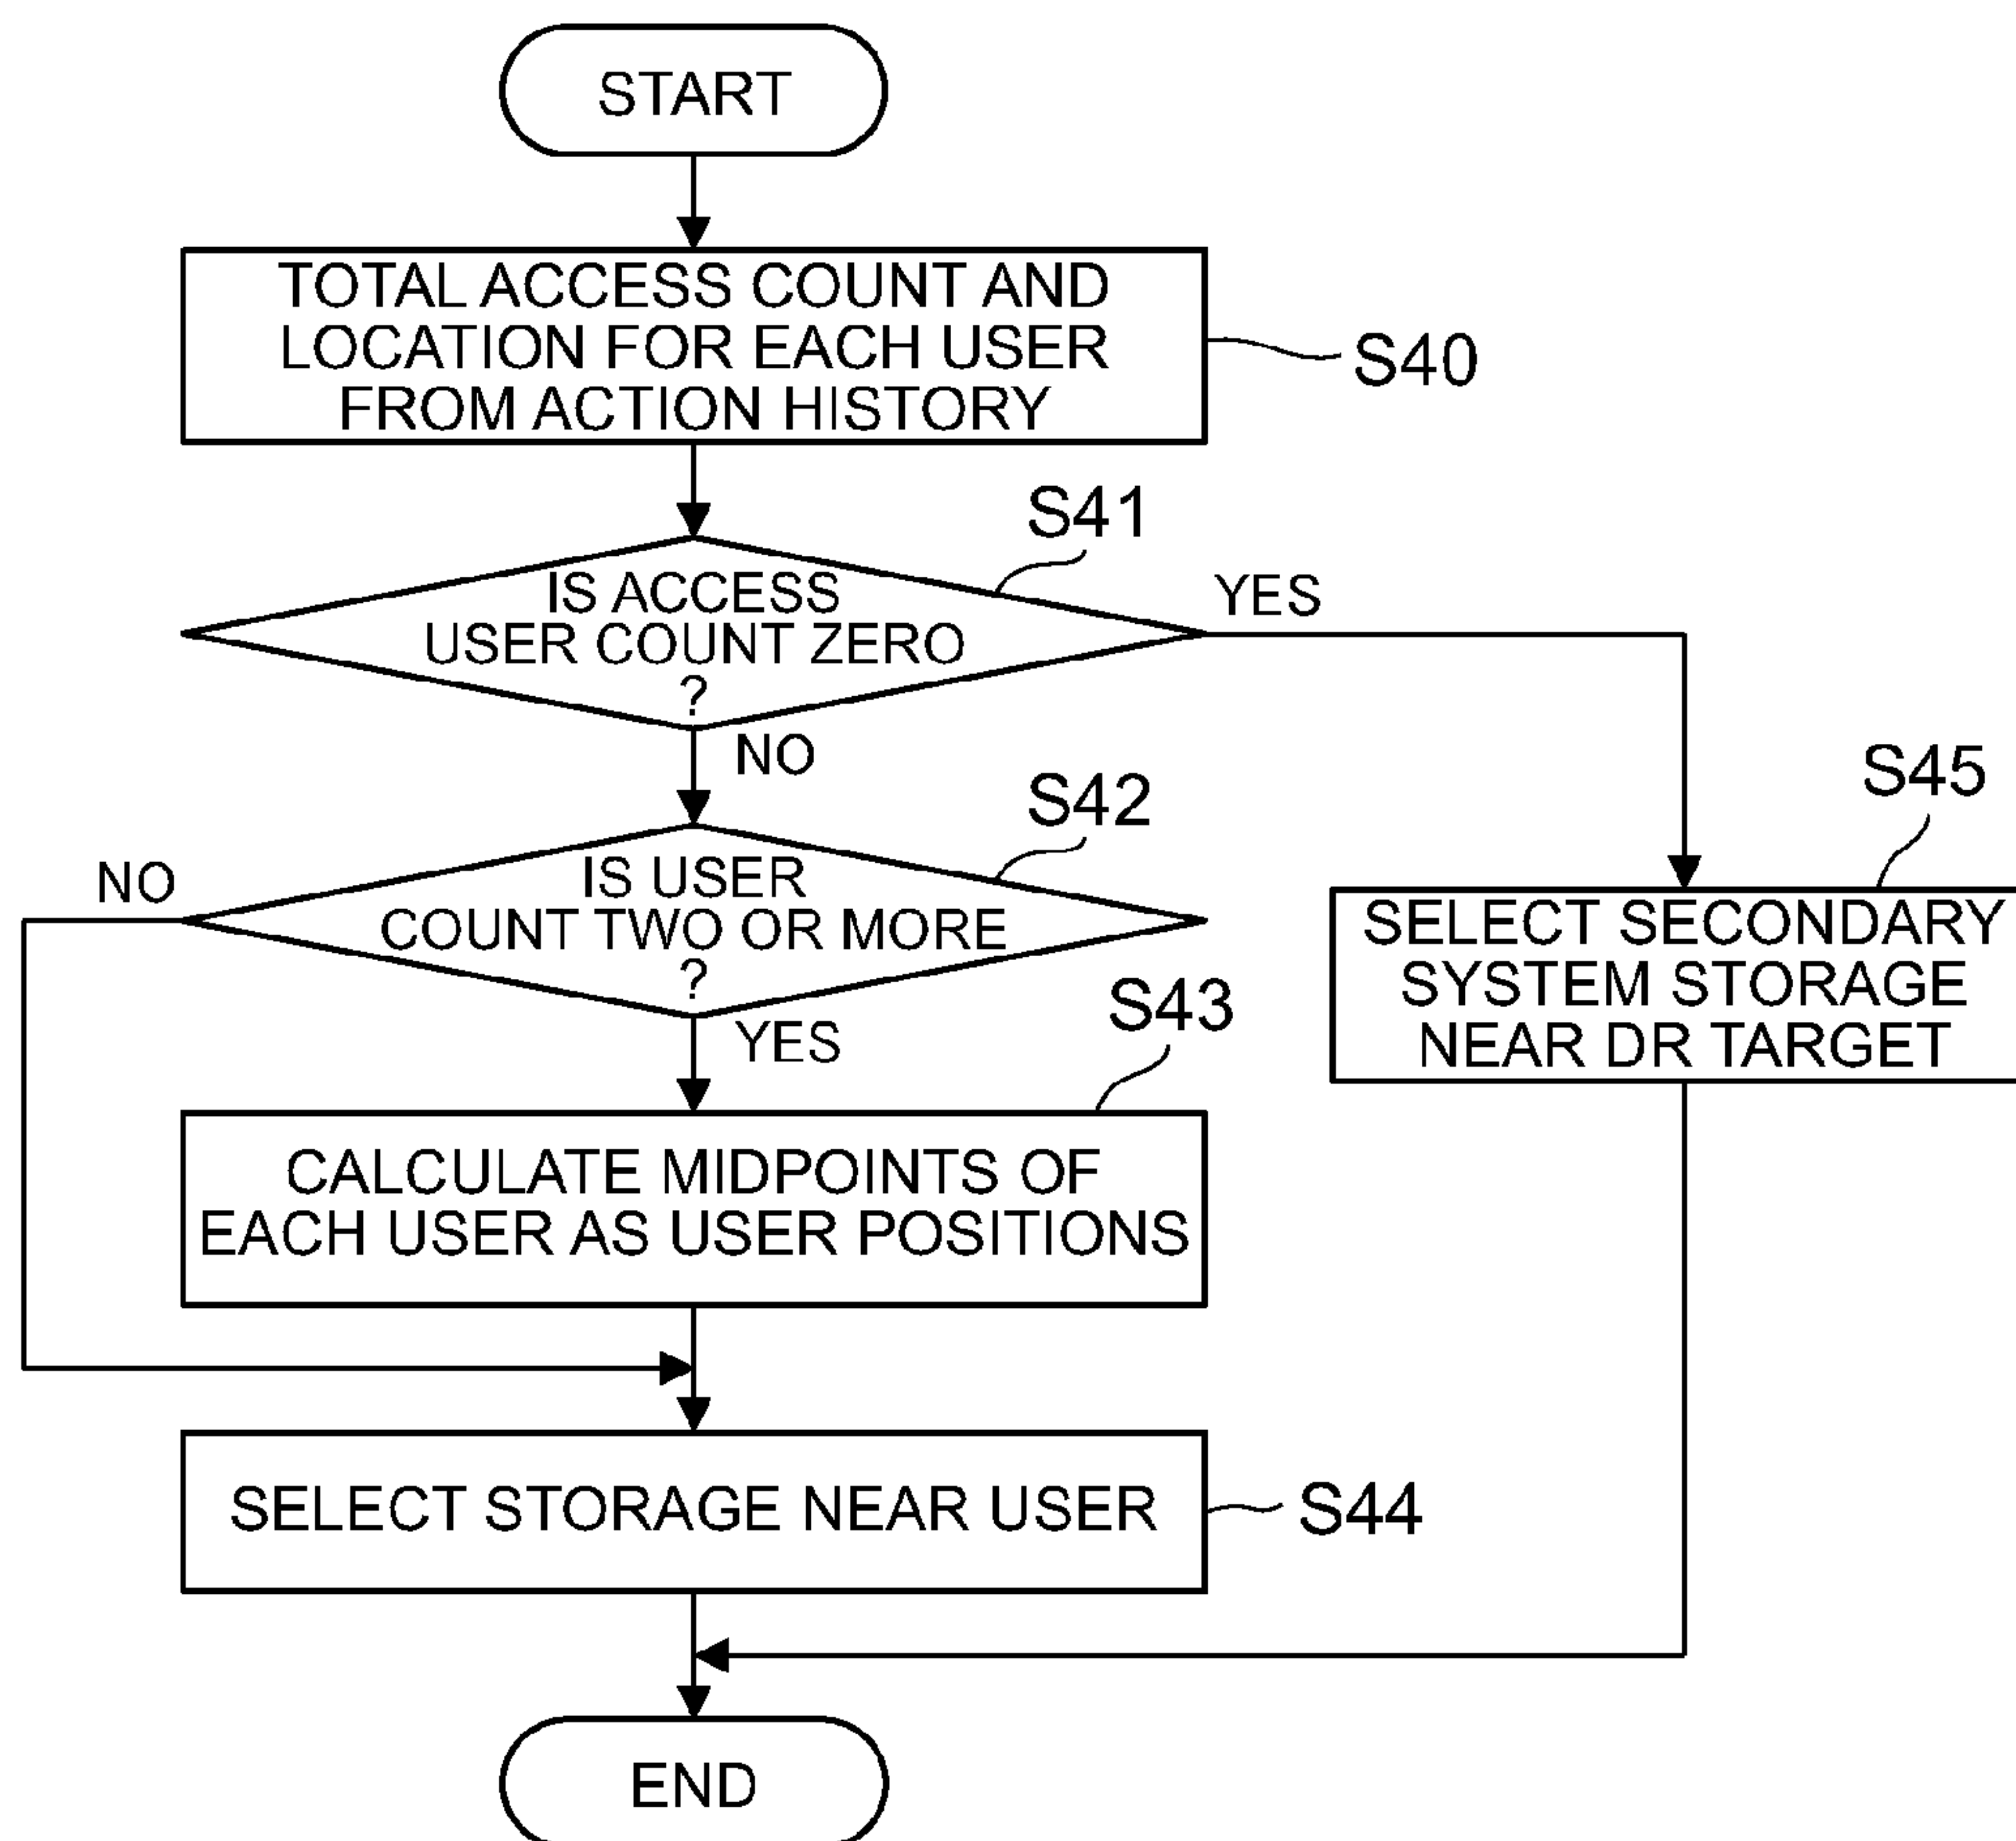 START
TOTAL ACCESS COUNT AND
LOCATION FOR EACH USER
FROM ACTION HISTORY
S40
S41
IS ACCESS
USER COUNT ZERO
?
YES
NO
S42
S45
NO
IS USER
COUNT TWO OR MORE
?
YES
SELECT SECONDARY
SYSTEM STORAGE
NEAR DR TARGET
S43
CALCULATE MIDPOINTS OF
EACH USER AS USER POSITIONS
SELECT STORAGE NEAR USER
S44
END